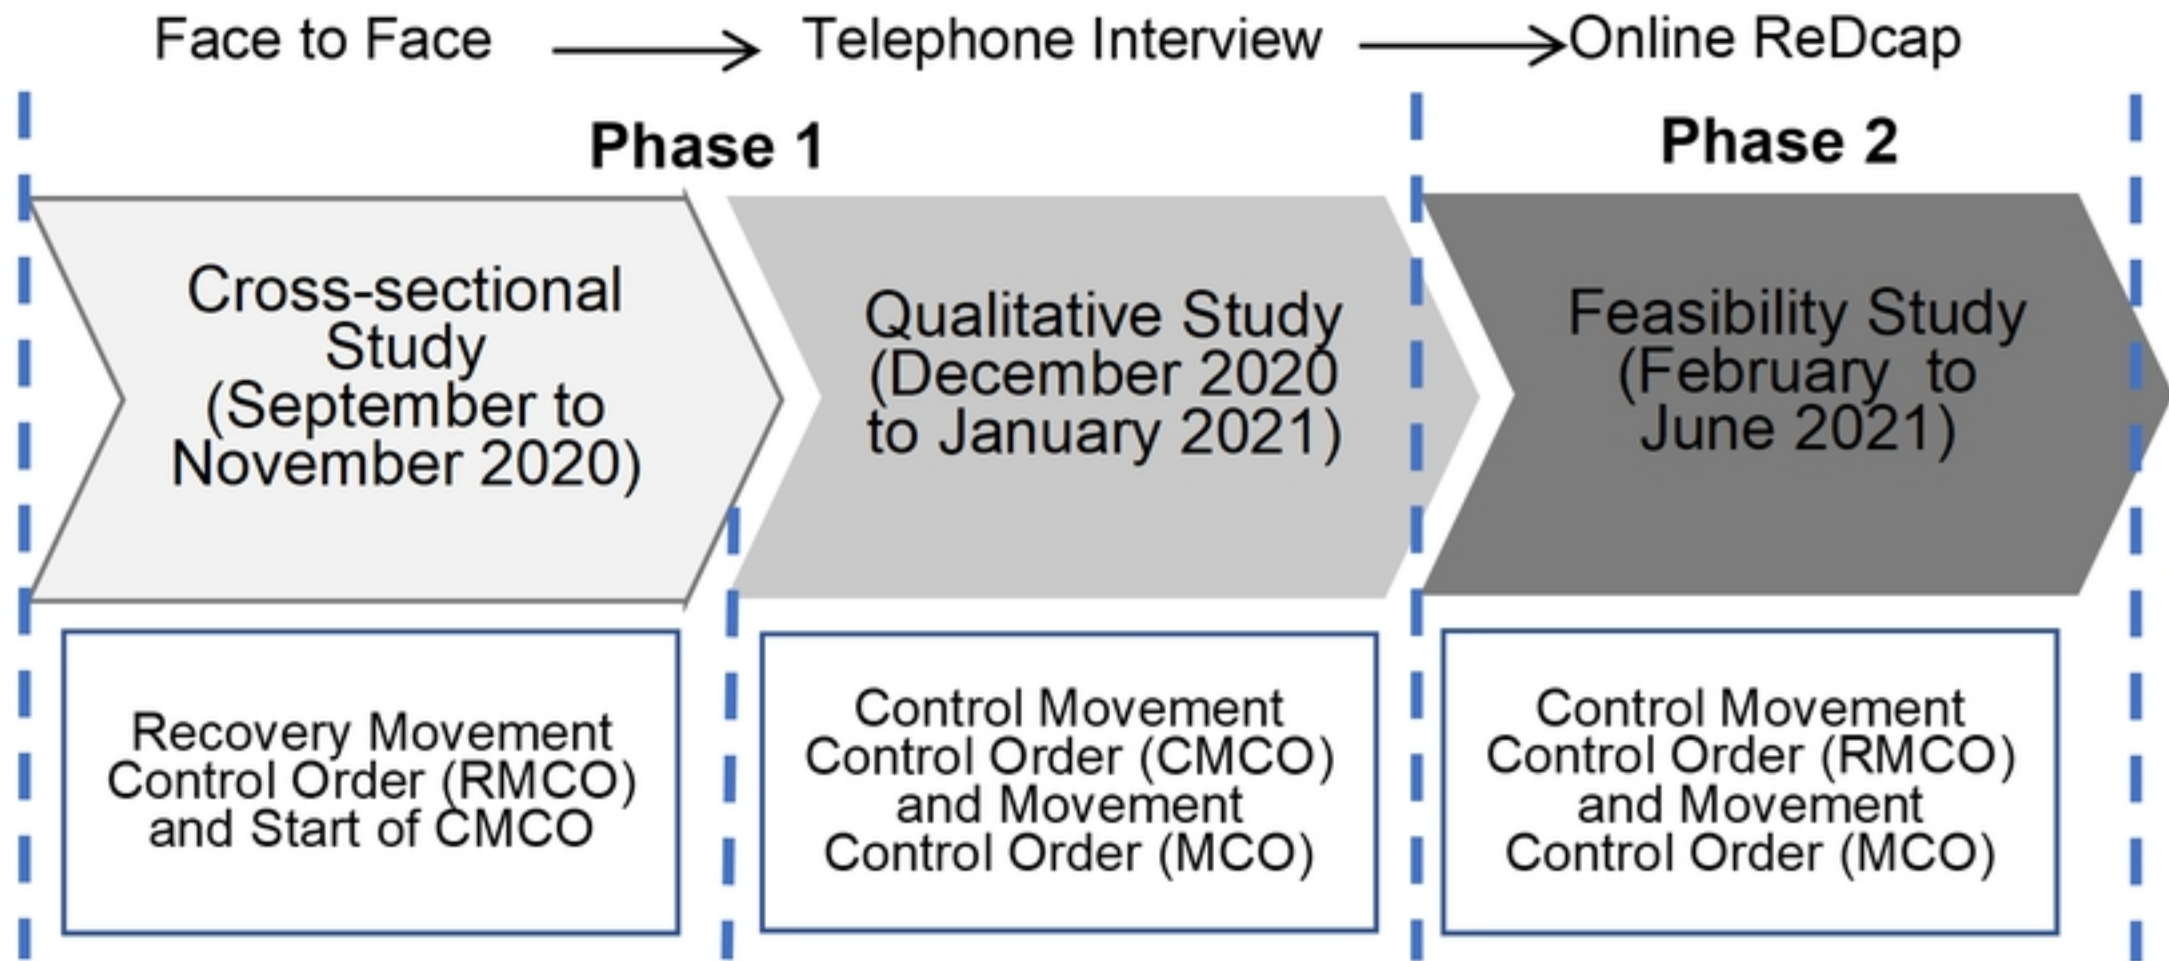 Face to Face
Telephone Interview
Online ReDcap
Phase 1
Phase 2
Cross-sectional
Study
(September to
November 2020)
Qualitative Study
(December 2020
to January 2021)
Feasibility Study
(February to
June 2021)
Recovery Movement
Control Order (RMCO)
and Start of CMCO
Control Movement
Control Order (CMCO)
and Movement
Control Order (MCO)
Control Movement
Control Order (RMCO)
and Movement
Control Order (MCO)